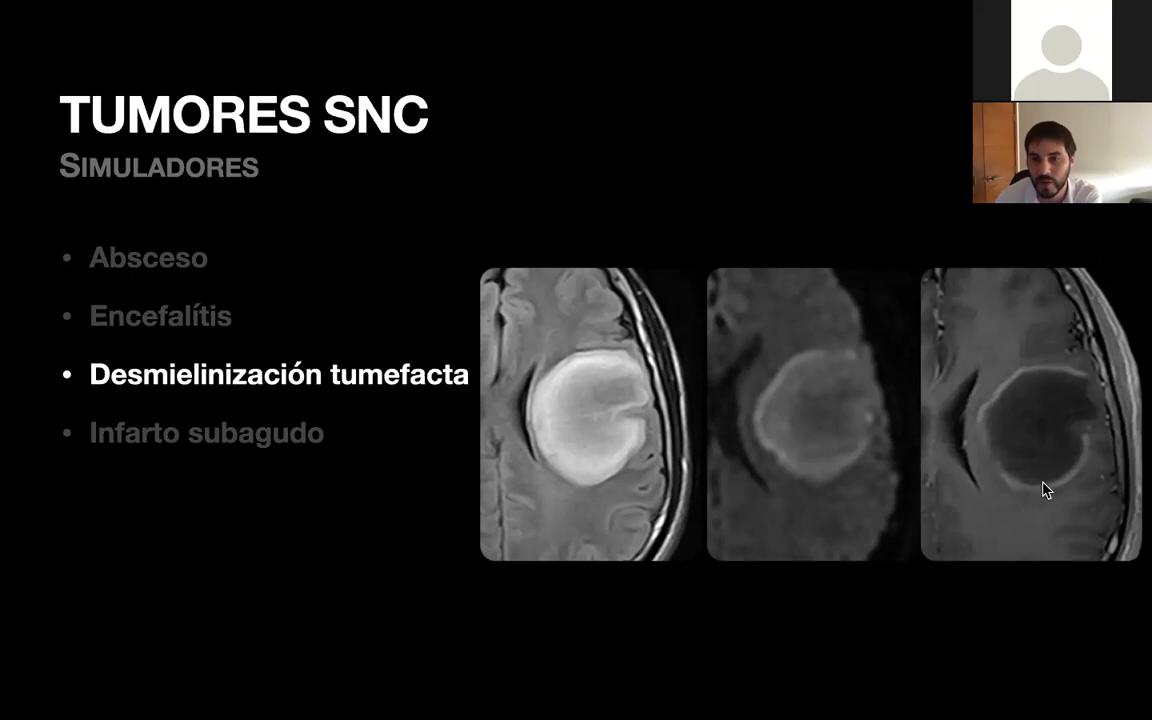 TUMORES SNC
SIMULADORES
• Absceso
• Encefalítis
• Desmielinización tumefacta
• Infarto subagudo